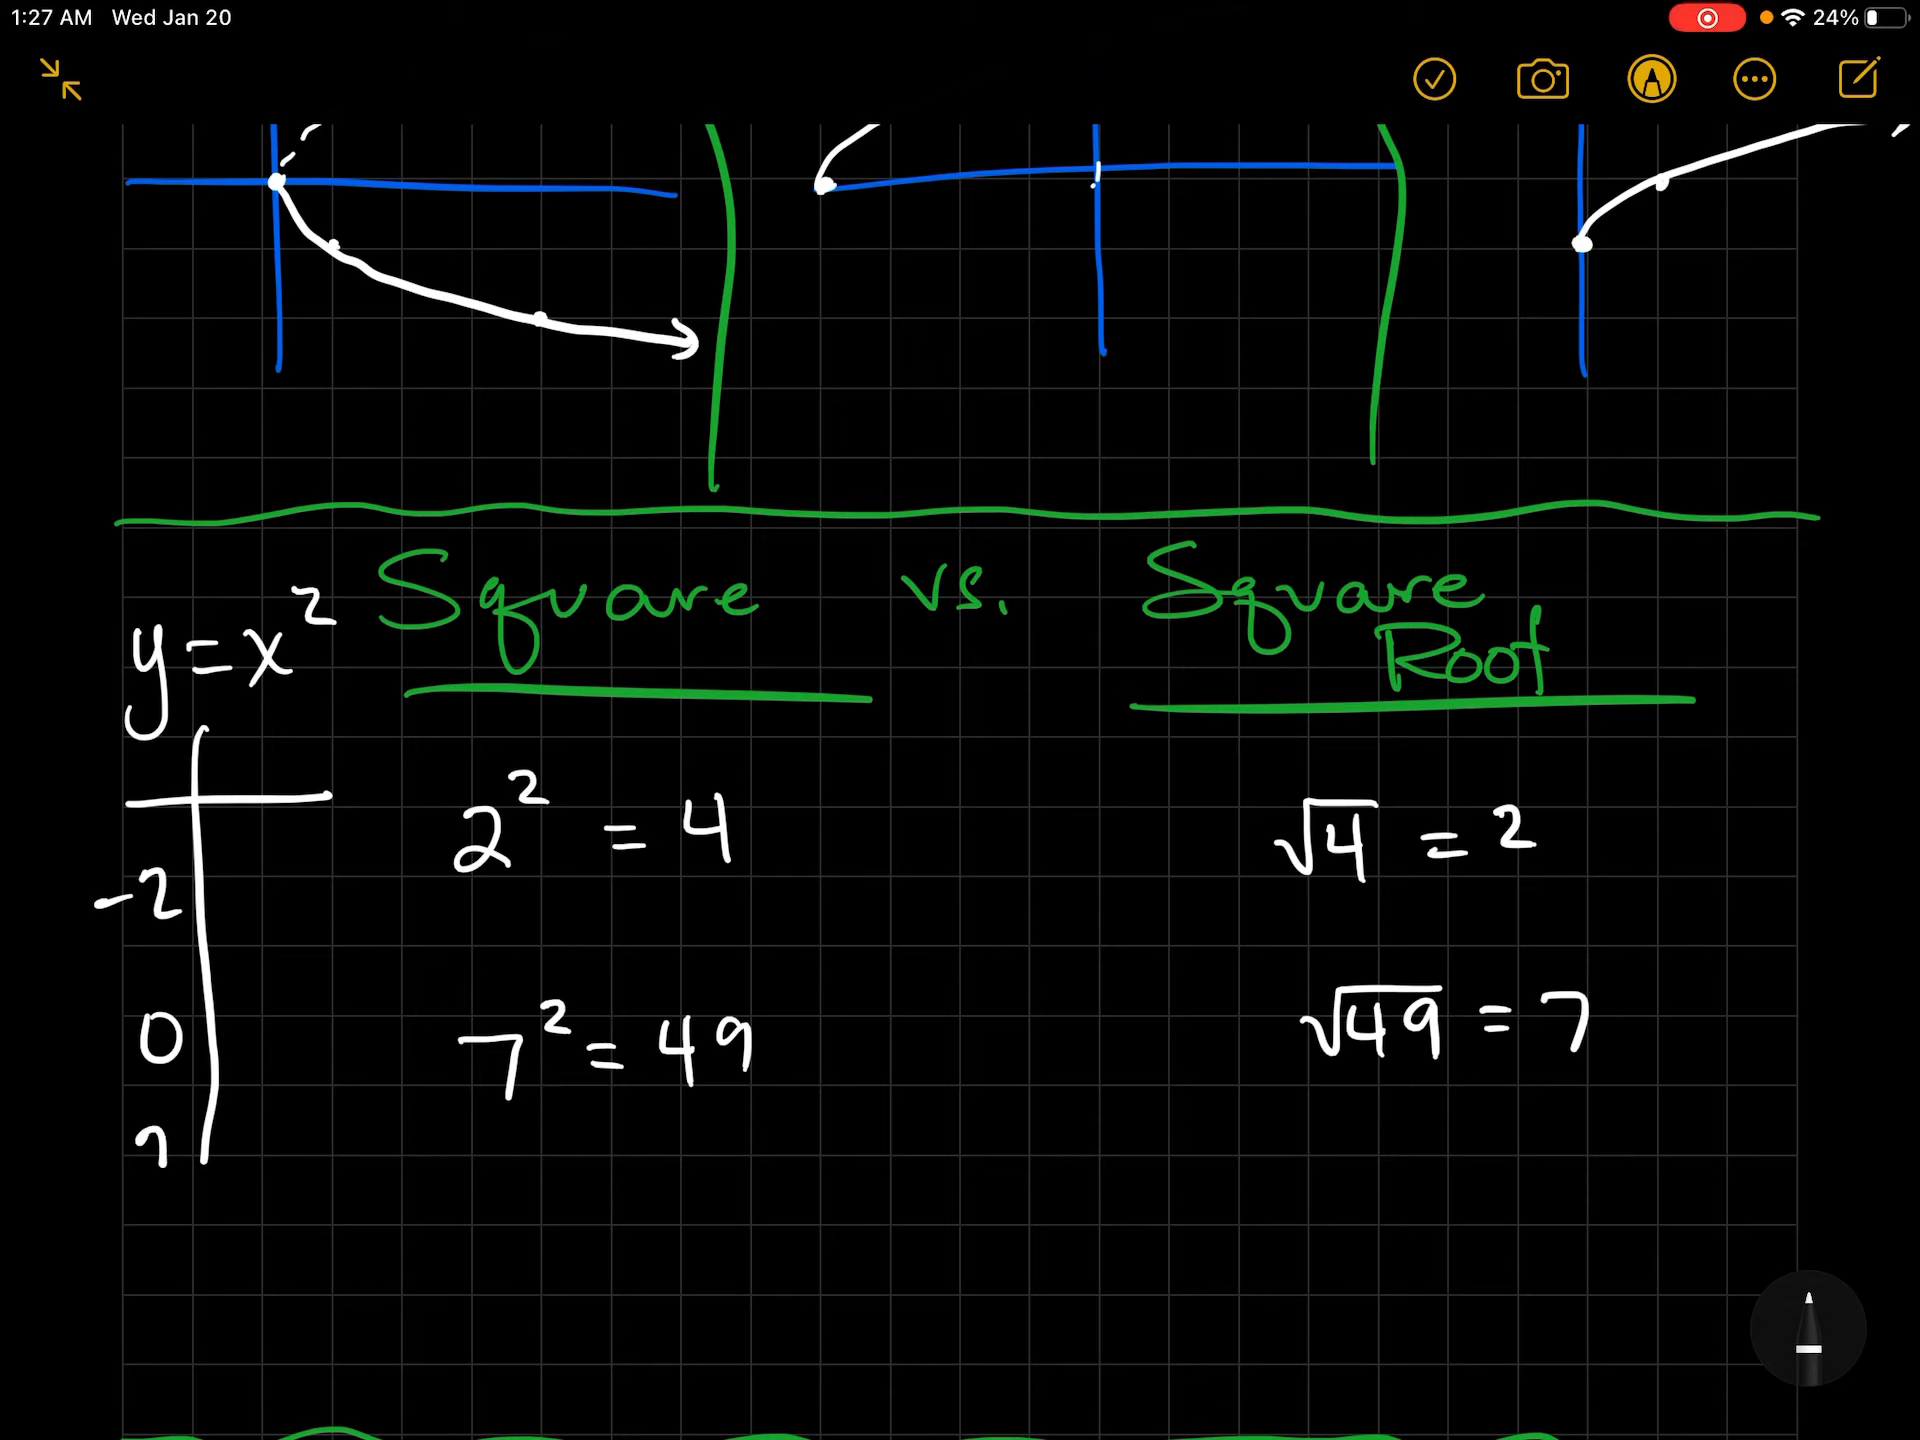 1:27 AM Wed Jan 20
24%
Square vs. Square
Root
y=x²
2² = 4
√4 = 2
-2
7² = 49
√49 = 7
0